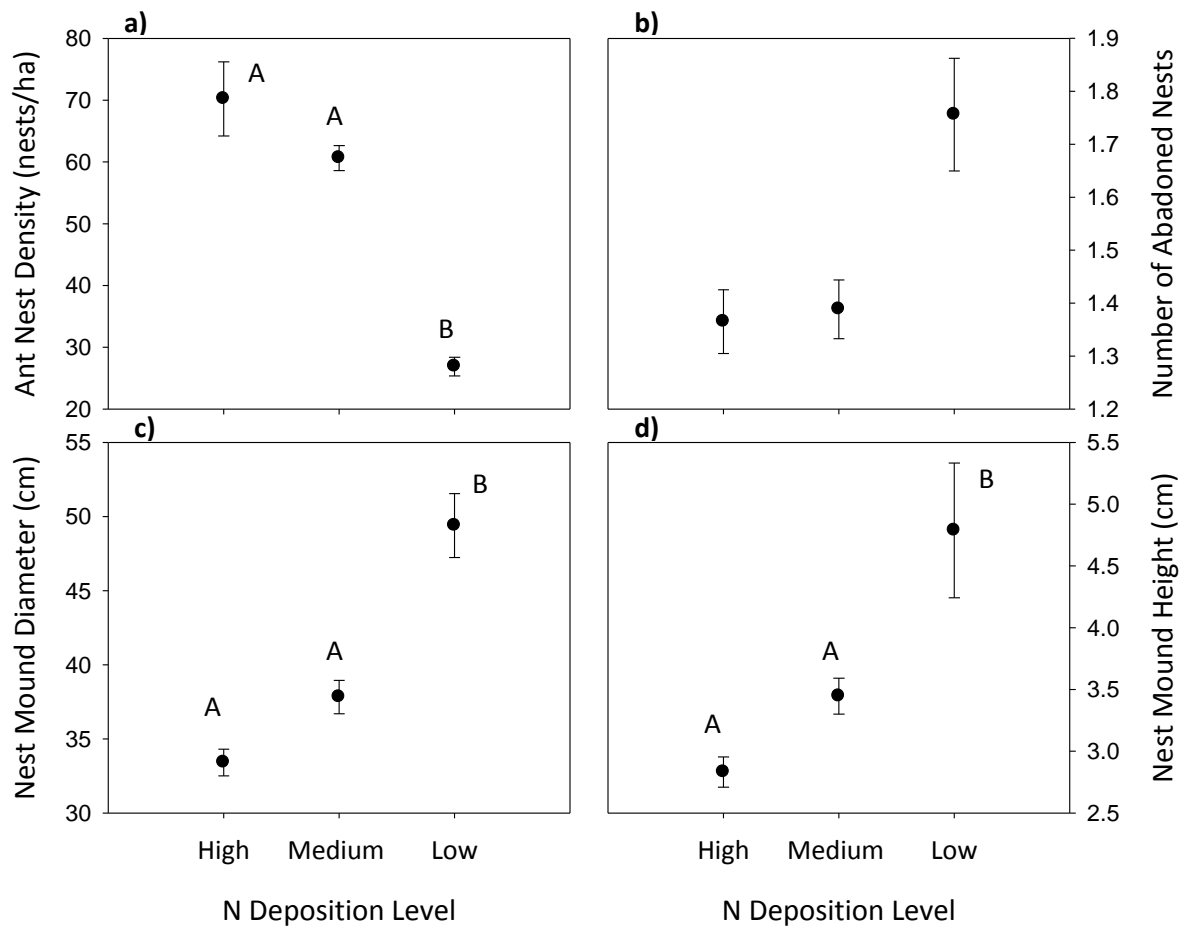 a)
Ant Nest Density (nests/ha)
80
70
60
50
40
30
20
A
A
B
b)
Number of Abadoned Nests
1.9
1.8
1.7
1.6
1.5
1.4
1.3
1.2
c)
Nest Mound Diameter (cm)
55
50
45
40
35
30
A
A
B
High
Medium
Low
N Deposition Level
d)
Nest Mound Height (cm)
5.5
5.0
4.5
4.0
3.5
3.0
2.5
A
A
B
High
Medium
Low
N Deposition Level